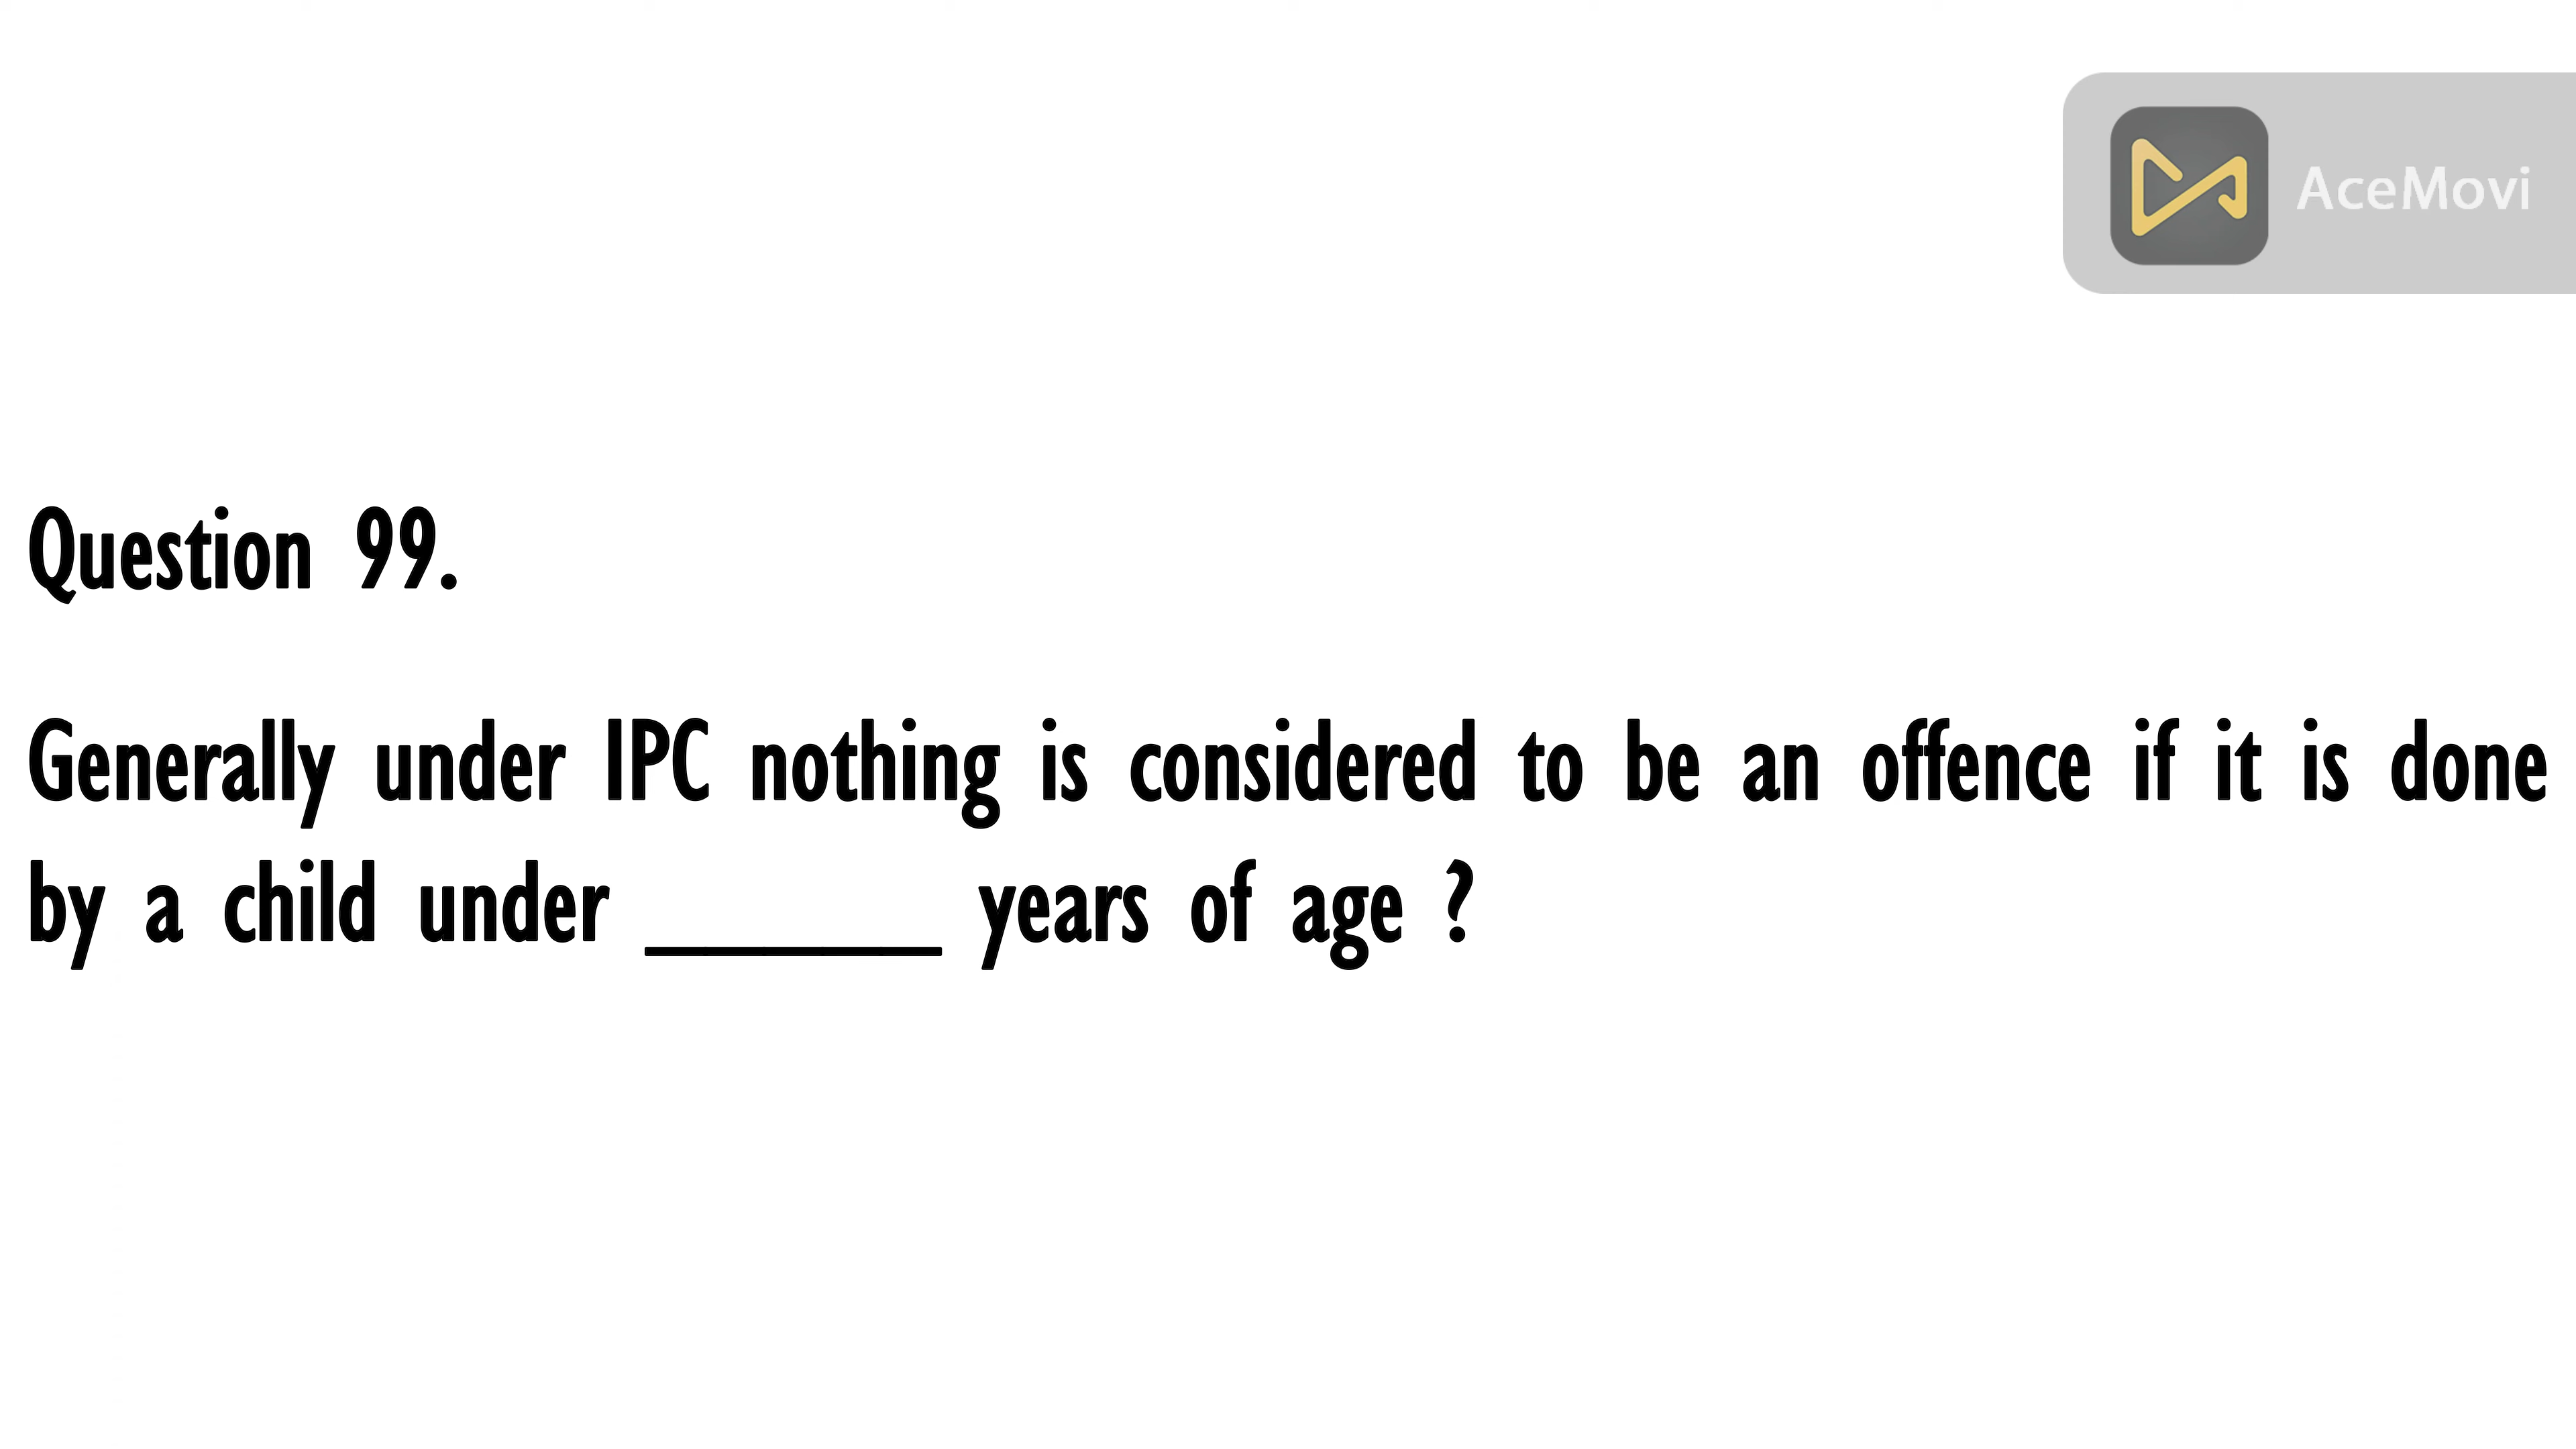 AceMovi
Question 99.
Generally under IPC nothing is considered to be an offence if it is done
by a child under __________ years of age ?